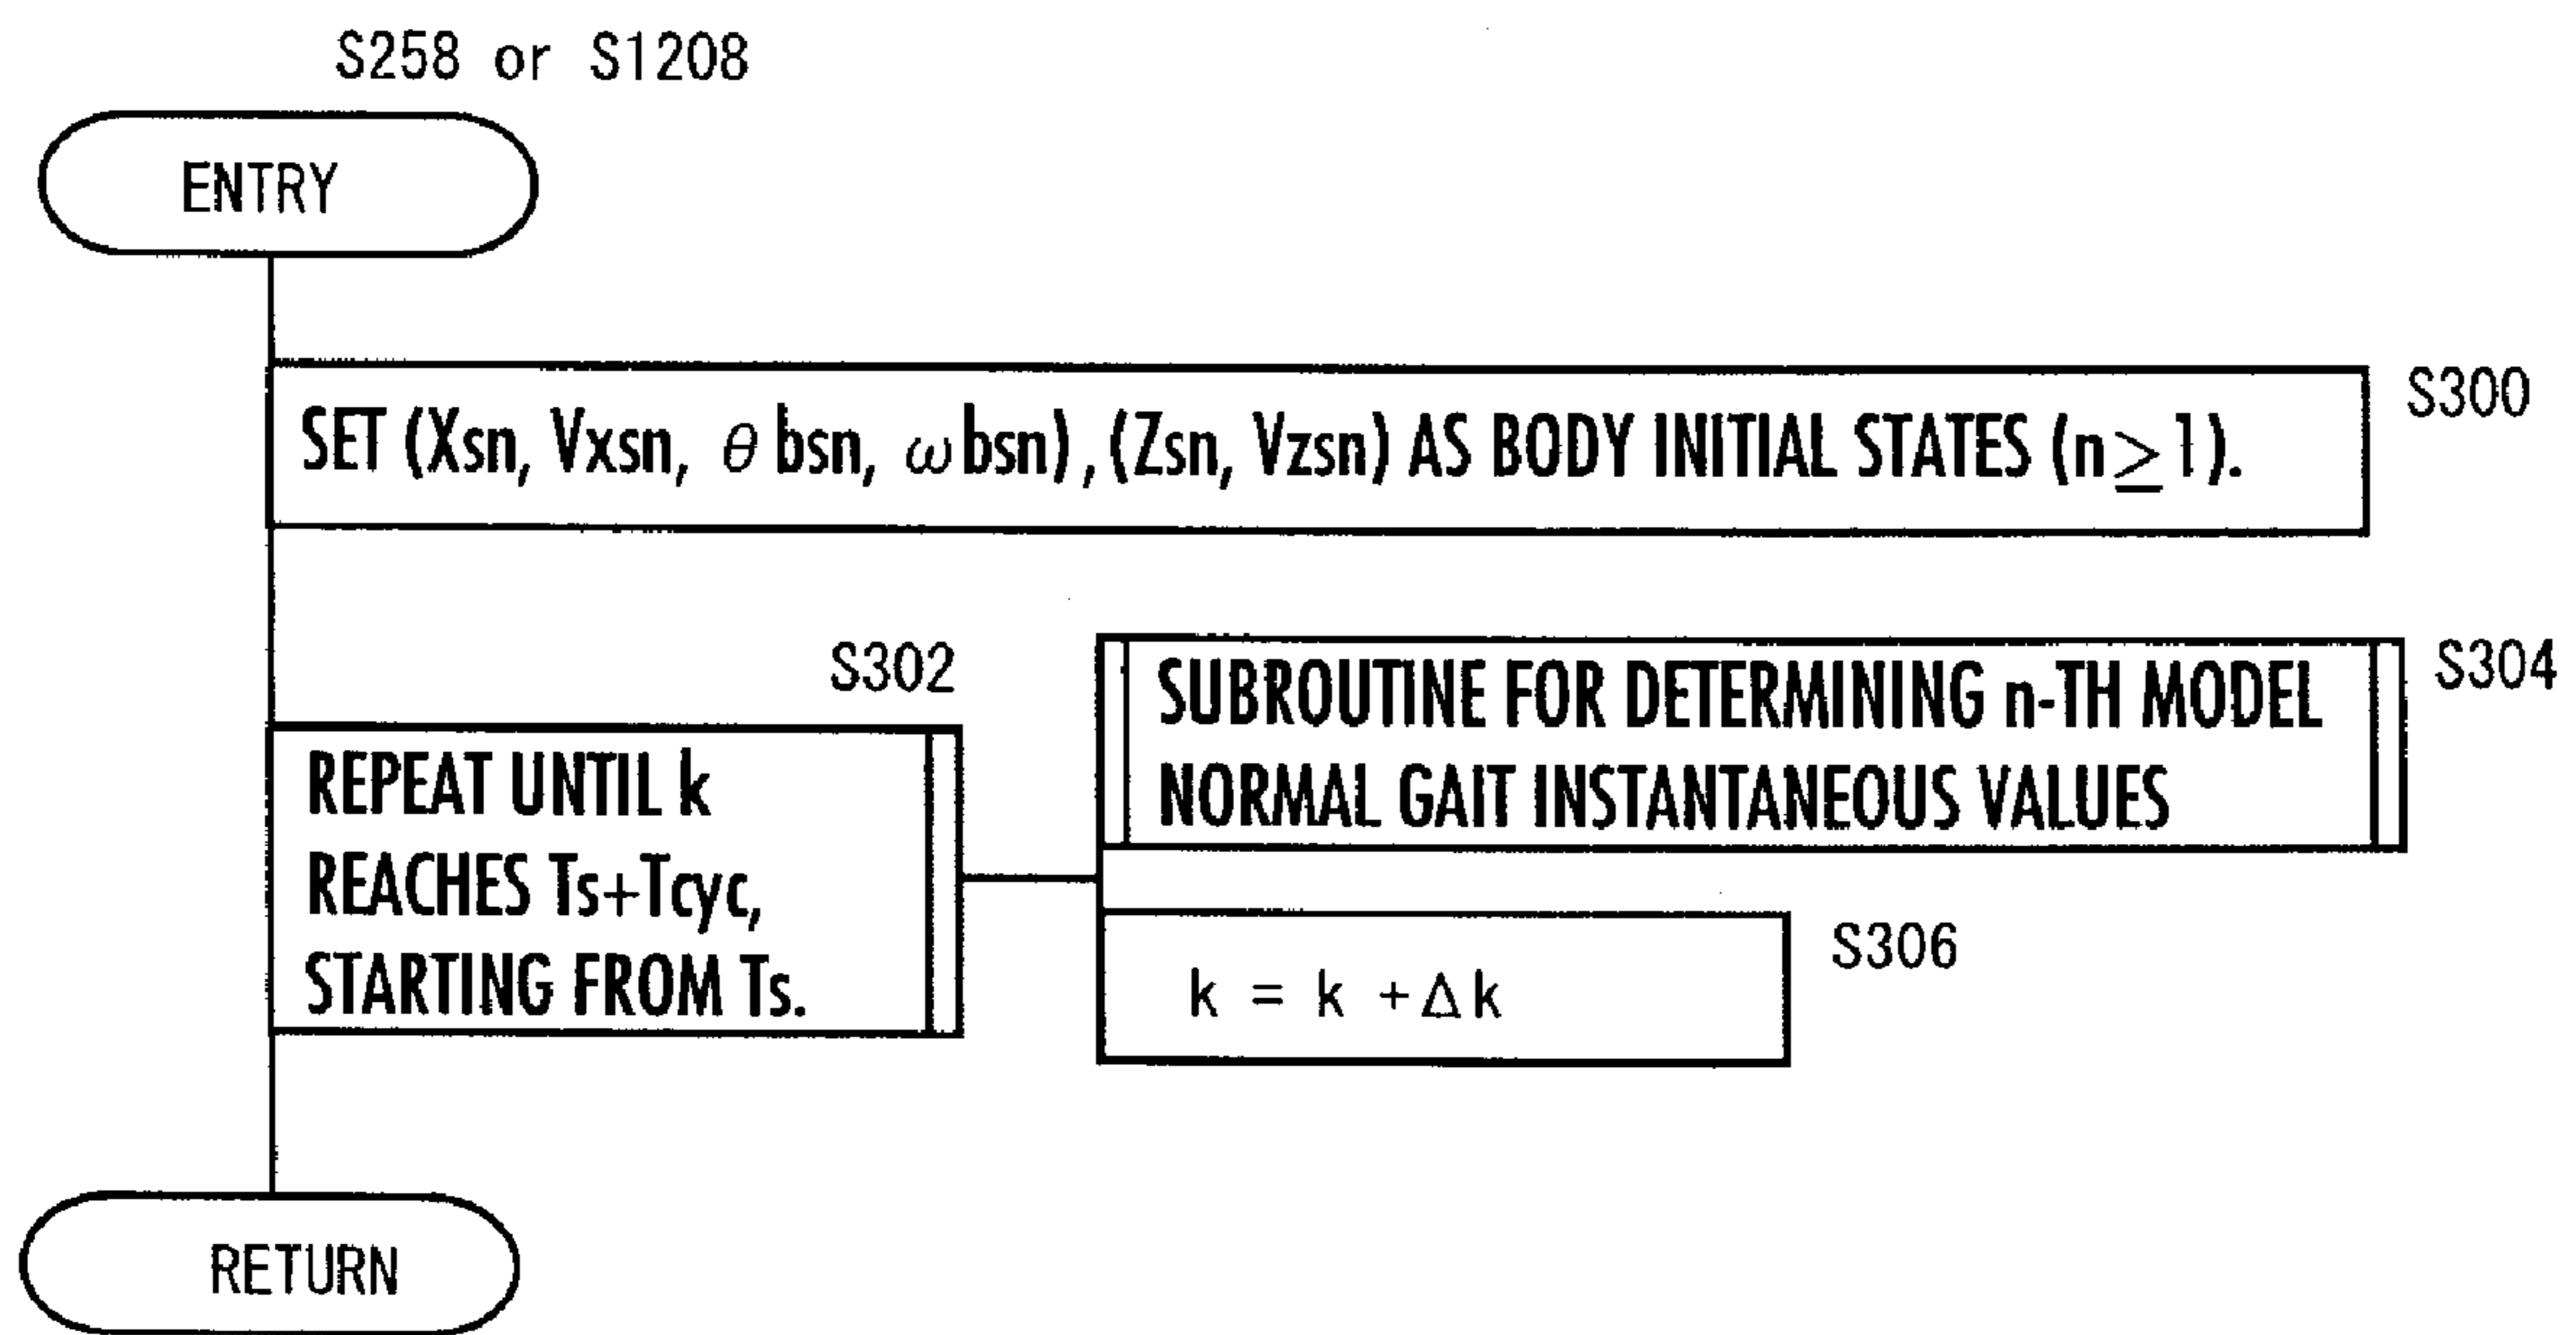 S258 or S1208
ENTRY
SET (Xsn, Vxsn, θbsn, ωbsn), (Zsn, Vzsn) AS BODY INITIAL STATES (n≥1).
S300
S302
REPEAT UNTIL k
REACHES Ts+Tcyc,
STARTING FROM Ts.
SUBROUTINE FOR DETERMINING n-TH MODEL
NORMAL GAIT INSTANTANEOUS VALUES
S304
k = k +Δk
S306
RETURN